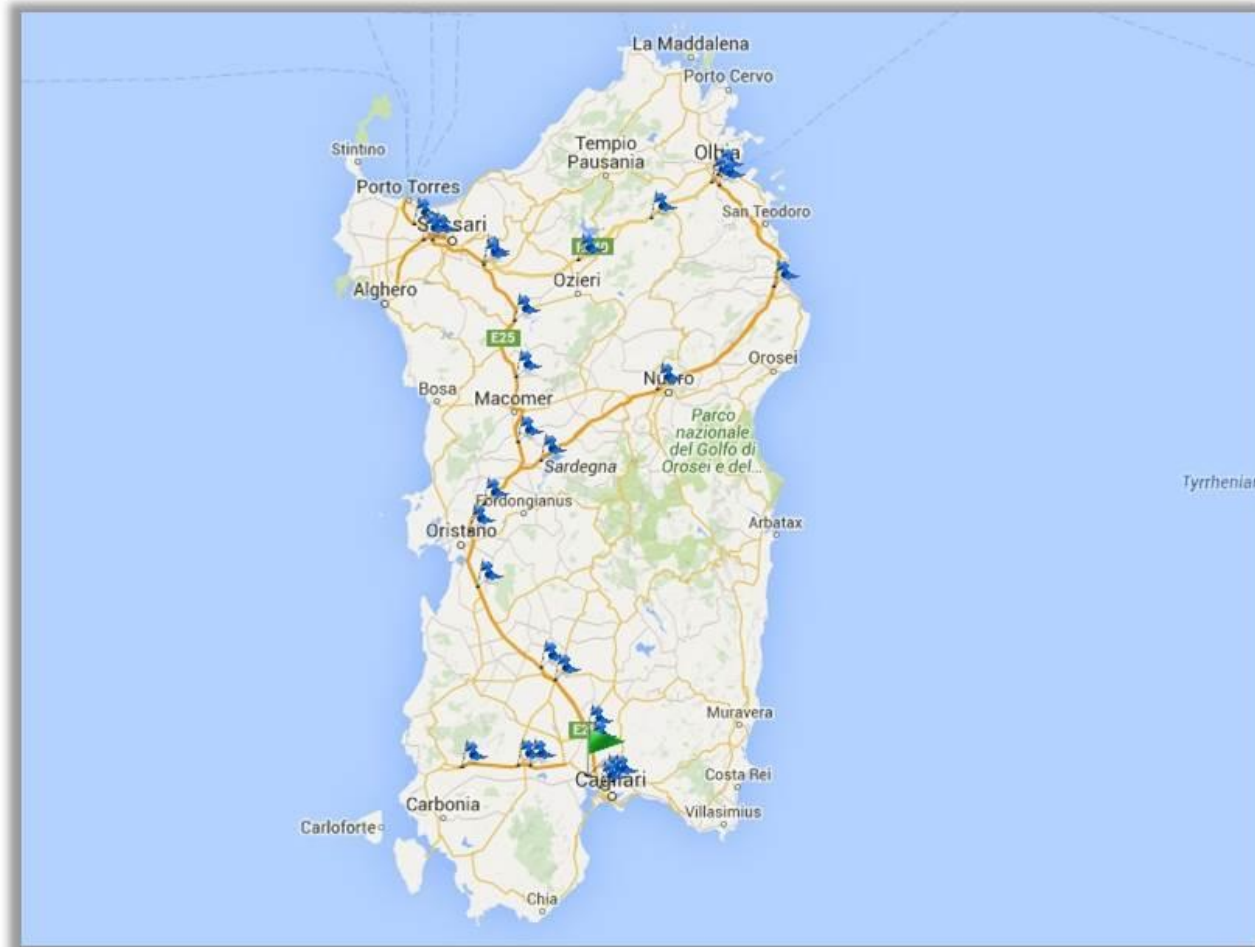 La Maddalena
Porto Cervo
Tempio
Pausania
Olbia
Stintino
Porto Torres
San Teodoro
Sassari
Ozieri
Alghero
E25
Orosei
Nuoro
Bosa
Macomer
Parco
nazionale
del Golfo di
Orosei e del...
Sardegna
Tyrrhenian
Fordongianus
Oristano
Arbatax
Muravera
Cagliari
Costa Rei
Carbonia
Villasimius
Carloforte
Chia